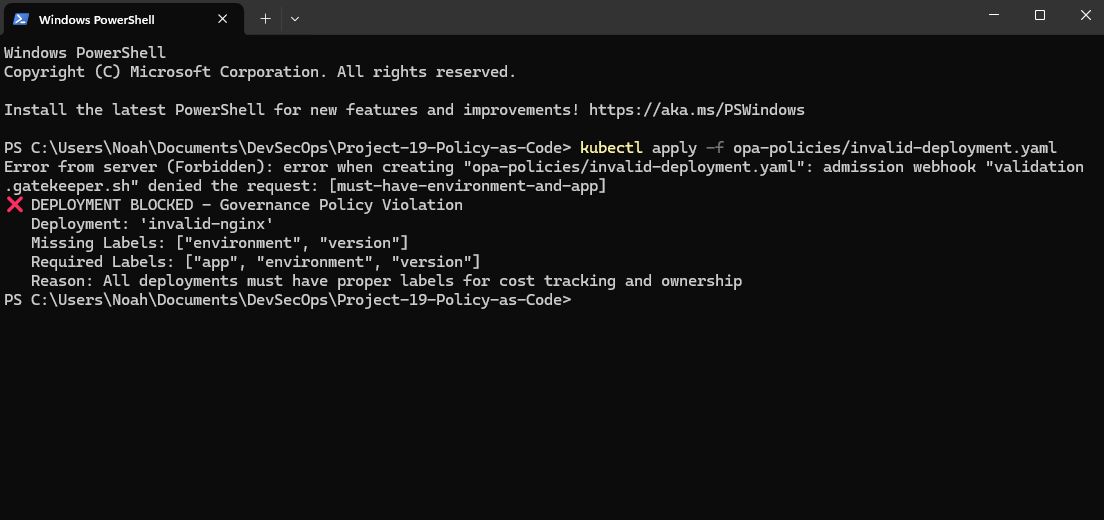 Windows PowerShell
Windows PowerShell
Copyright (C) Microsoft Corporation. All rights reserved.
Install the latest PowerShell for new features and improvements! https://aka.ms/PSWindows
PS C:\Users\Noah\Documents\DevSecOps\Project-19-Policy-as-Code> kubectl apply -f opa-policies/invalid-deployment.yaml
Error from server (Forbidden): error when creating "opa-policies/invalid-deployment.yaml": admission webhook "validation
.gatekeeper.sh" denied the request: [must-have-environment-and-app]
❌ DEPLOYMENT BLOCKED - Governance Policy Violation
Deployment: 'invalid-nginx'
Missing Labels: ["environment", "version"]
Required Labels: ["app", "environment", "version"]
Reason: All deployments must have proper labels for cost tracking and ownership
PS C:\Users\Noah\Documents\DevSecOps\Project-19-Policy-as-Code>